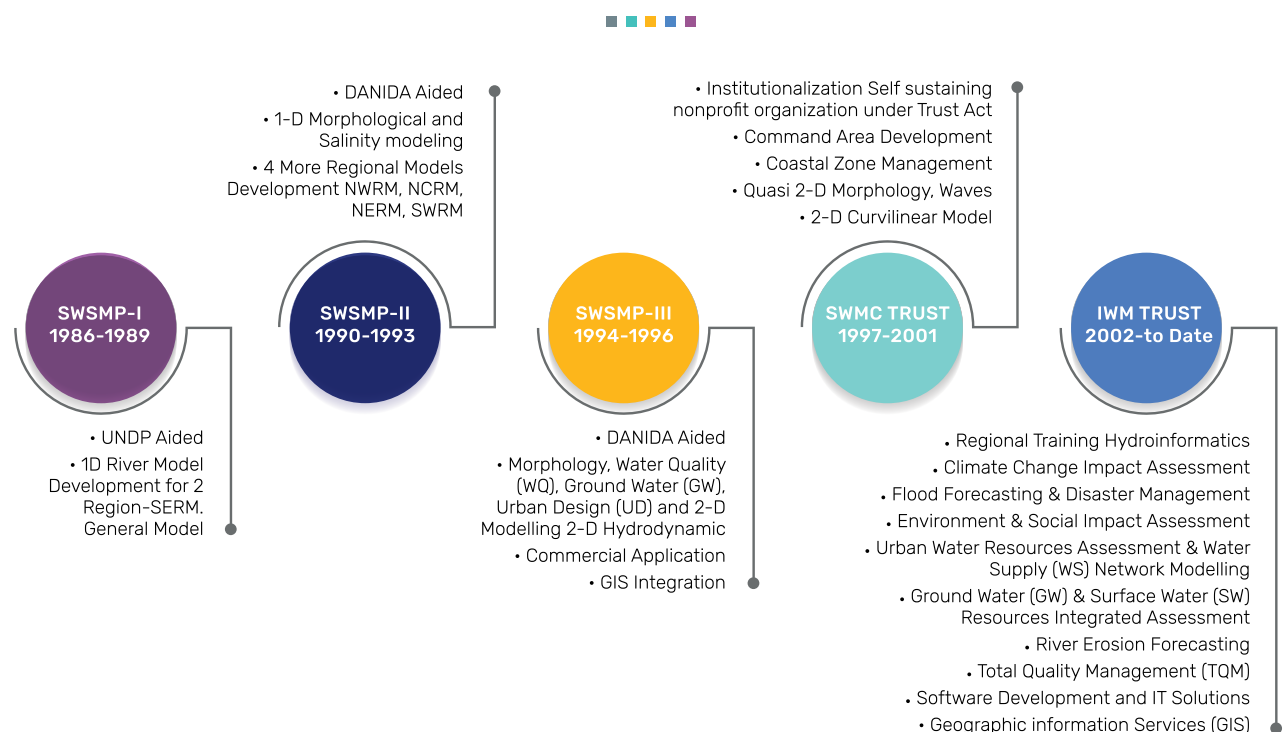 SWSMP-I
1986-1989
• UNDP Aided
• 1D River Model
Development for 2
Region-SERM.
General Model
• DANIDA Aided
• 1-D Morphological and
Salinity modeling
• 4 More Regional Models
Development NWRM, NCRM,
NERM, SWRM
SWSMP-II
1990-1993
SWSMP-III
1994-1996
• DANIDA Aided
• Morphology, Water Quality
(WQ), Ground Water (GW),
Urban Design (UD) and 2-D
Modelling 2-D Hydrodynamic
• Commercial Application
• GIS Integration
• Institutionalization Self sustaining
nonprofit organization under Trust Act
• Command Area Development
• Coastal Zone Management
• Quasi 2-D Morphology, Waves
• 2-D Curvilinear Model
SWMC TRUST
1997-2001
IWM TRUST
2002-to Date
• Regional Training Hydroinformatics
• Climate Change Impact Assessment
• Flood Forecasting & Disaster Management
• Environment & Social Impact Assessment
• Urban Water Resources Assessment & Water
Supply (WS) Network Modelling
• Ground Water (GW) & Surface Water (SW)
Resources Integrated Assessment
• River Erosion Forecasting
• Total Quality Management (TQM)
• Software Development and IT Solutions
• Geographic information Services (GIS)